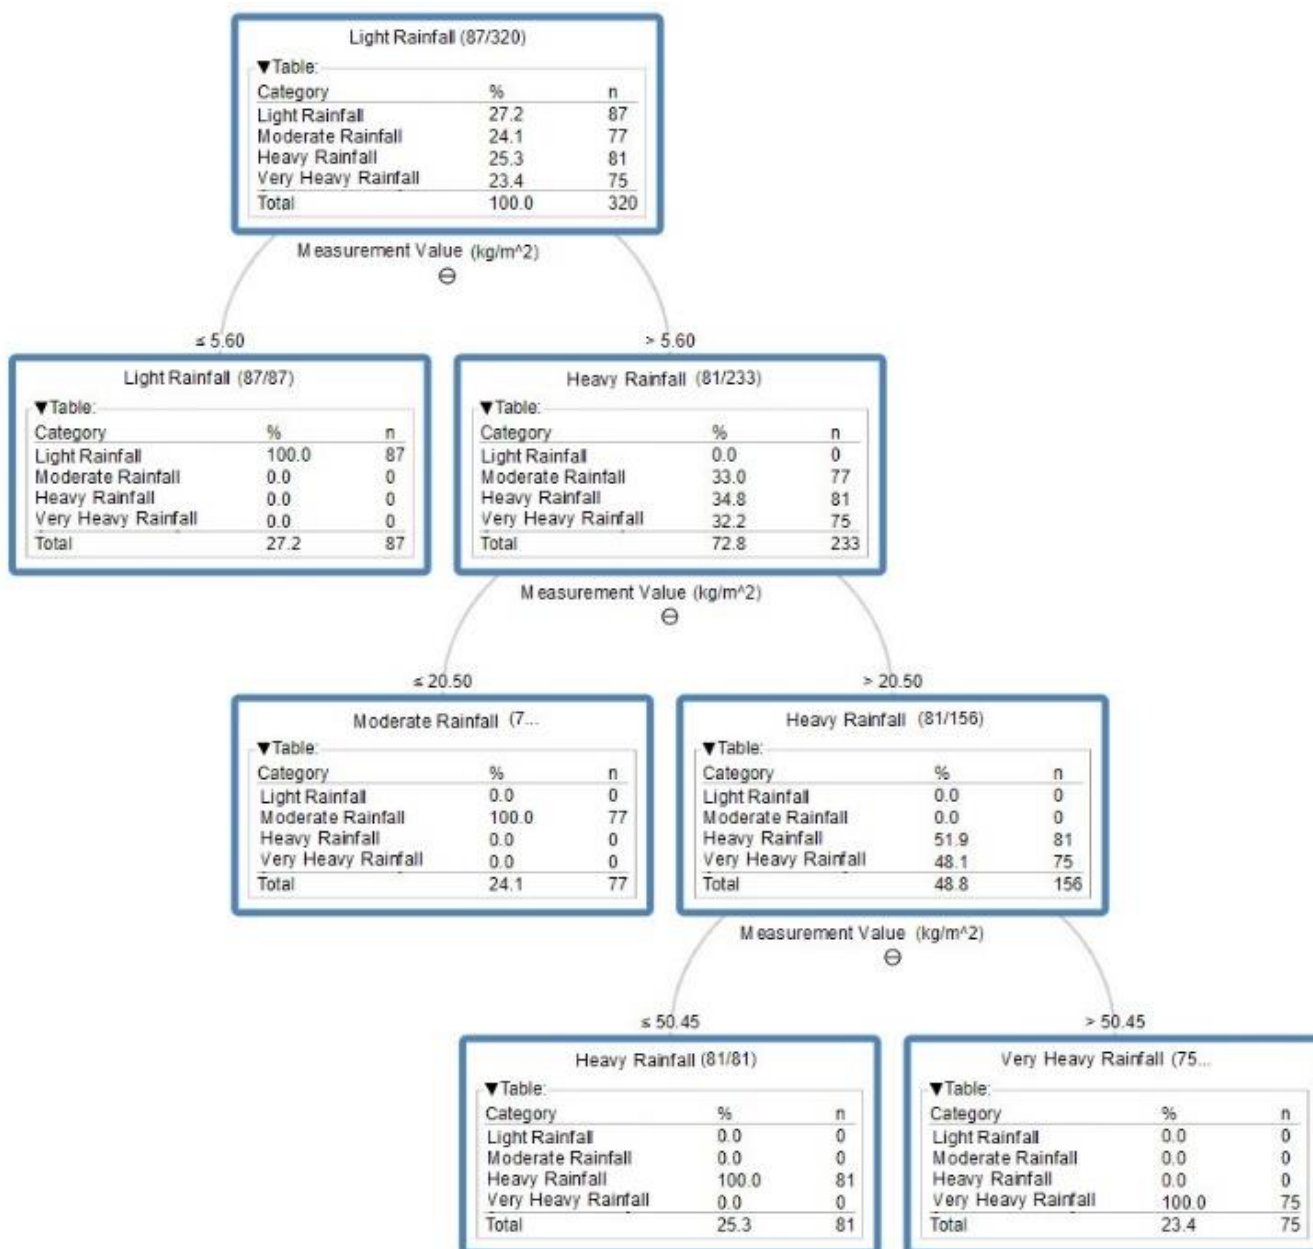 Light Rainfall (87/320)
▼Table:
Category % n
Light Rainfall 27.2 87
Moderate Rainfall 24.1 77
Heavy Rainfall 25.3 81
Very Heavy Rainfall 23.4 75
Total 100.0 320
Measurement Value (kg/m^2)
≤ 5.60
> 5.60
Light Rainfall (87/87)
▼Table:
Category % n
Light Rainfall 100.0 87
Moderate Rainfall 0.0 0
Heavy Rainfall 0.0 0
Very Heavy Rainfall 0.0 0
Total 27.2 87
Heavy Rainfall (81/233)
▼Table:
Category % n
Light Rainfall 0.0 0
Moderate Rainfall 33.0 77
Heavy Rainfall 34.8 81
Very Heavy Rainfall 32.2 75
Total 72.8 233
Measurement Value (kg/m^2)
≤ 20.50
> 20.50
Moderate Rainfall (7...
▼Table:
Category % n
Light Rainfall 0.0 0
Moderate Rainfall 100.0 77
Heavy Rainfall 0.0 0
Very Heavy Rainfall 0.0 0
Total 24.1 77
Heavy Rainfall (81/156)
▼Table:
Category % n
Light Rainfall 0.0 0
Moderate Rainfall 0.0 0
Heavy Rainfall 51.9 81
Very Heavy Rainfall 48.1 75
Total 48.8 156
Measurement Value (kg/m^2)
≤ 50.45
> 50.45
Heavy Rainfall (81/81)
▼Table:
Category % n
Light Rainfall 0.0 0
Moderate Rainfall 0.0 0
Heavy Rainfall 100.0 81
Very Heavy Rainfall 0.0 0
Total 25.3 81
Very Heavy Rainfall (75...
▼Table:
Category % n
Light Rainfall 0.0 0
Moderate Rainfall 0.0 0
Heavy Rainfall 0.0 0
Very Heavy Rainfall 100.0 75
Total 23.4 75